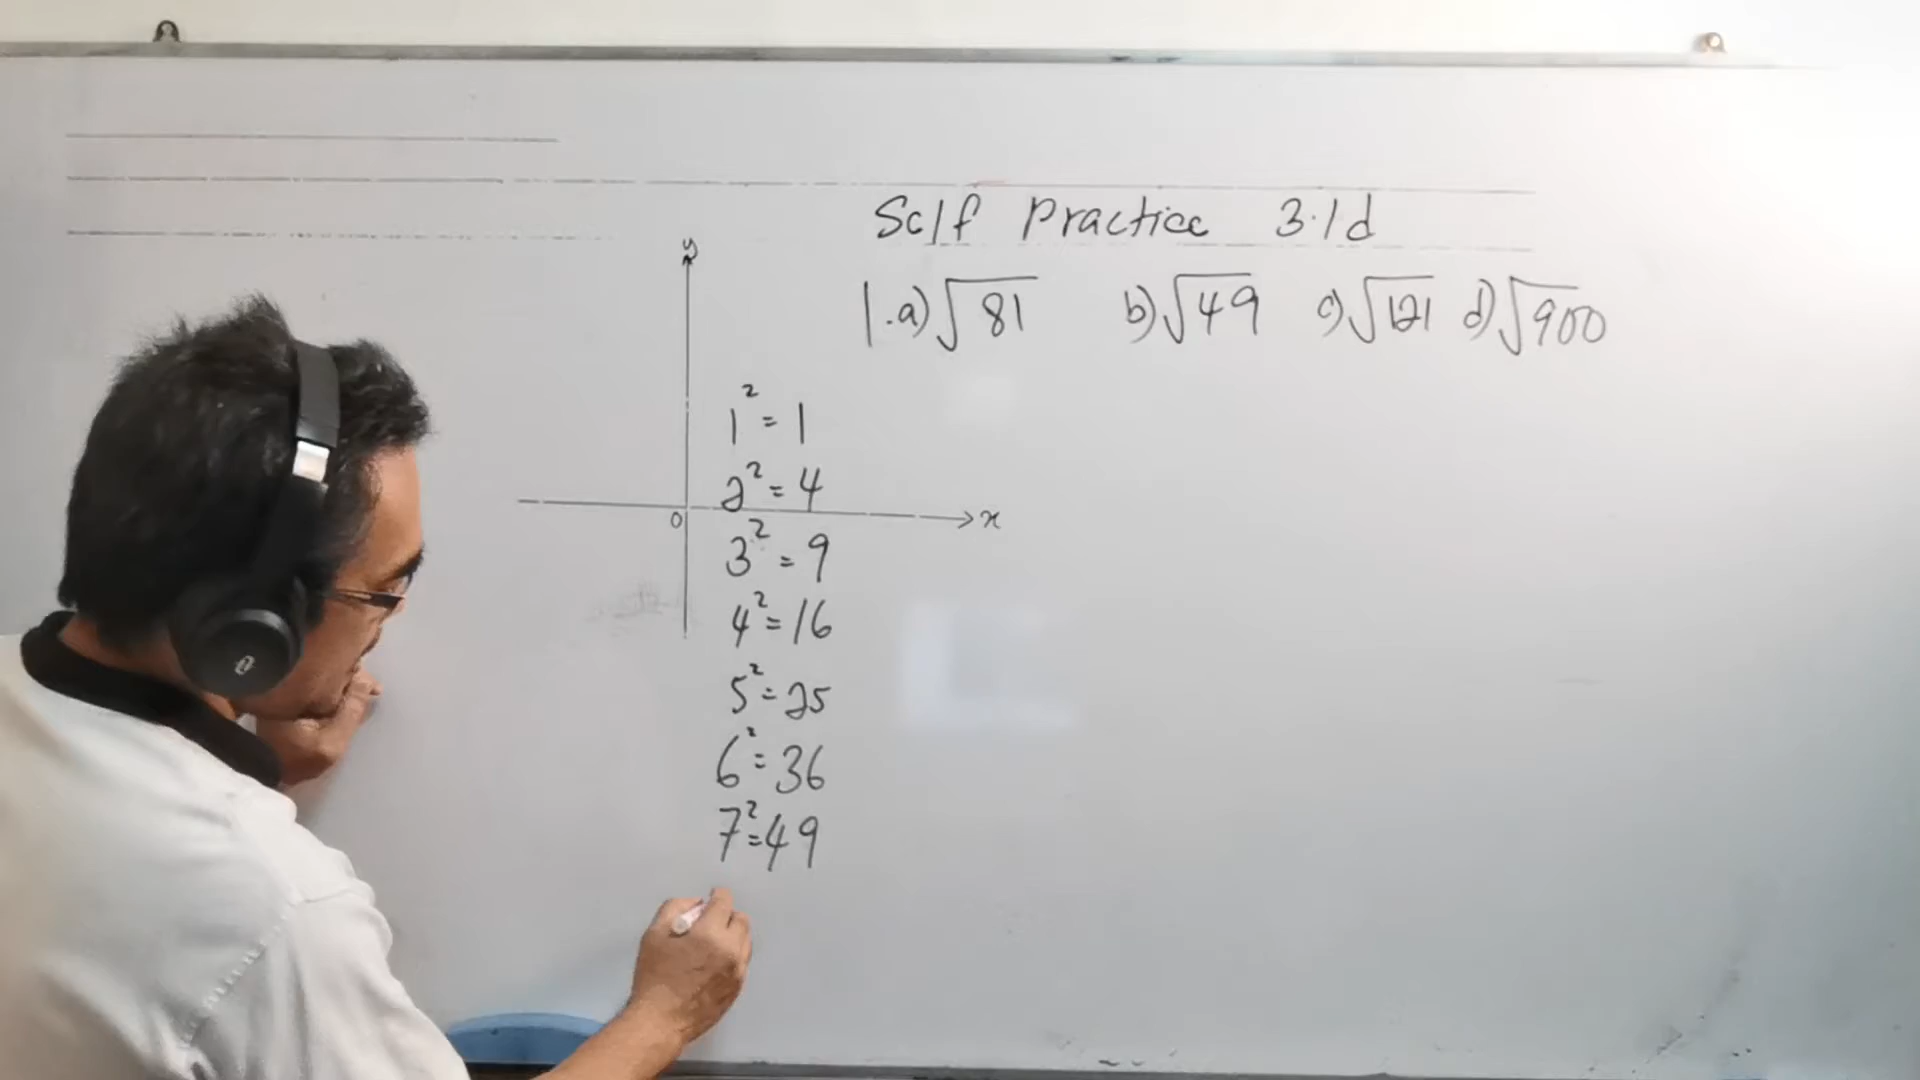 Self Practice 3.1d
1.a) √81 b) √49 c) √121 d) √900
y
1² = 1
2² = 4
0 x
3² = 9
4² = 16
5² = 25
6² = 36
7² = 49